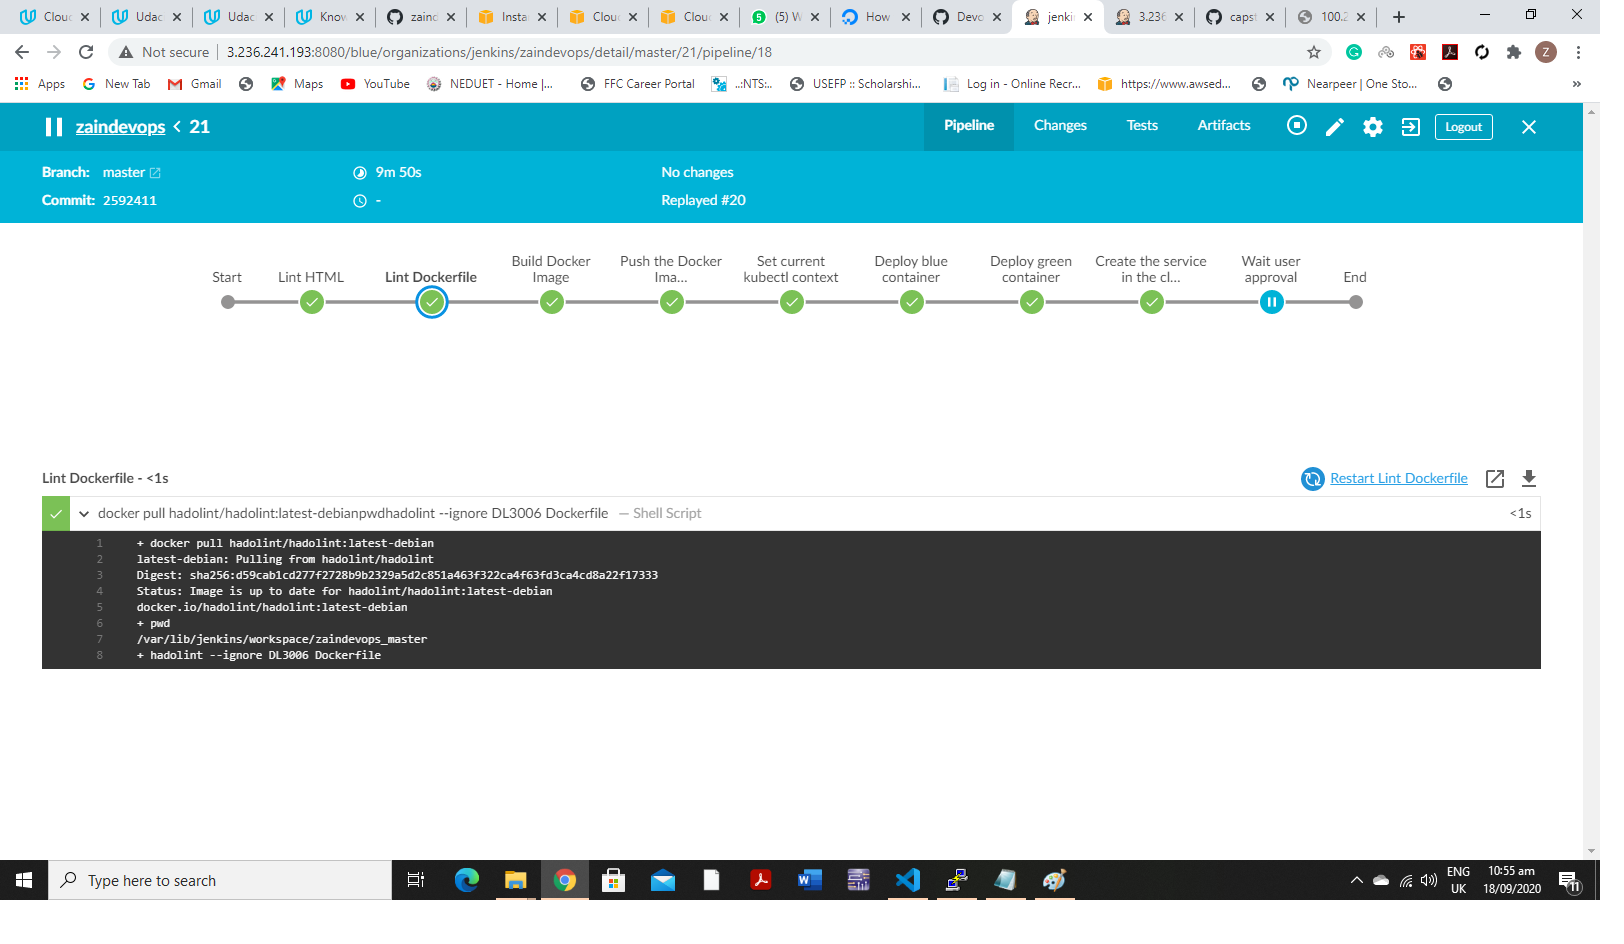 Clou
Udac
Udac
Know
zaind
Insta
Clou
Clou
(5) W
How
Devo
jenki
3.236
capst
100.2
Not secure
3.236.241.193:8080/blue/organizations/jenkins/zaindevops/detail/master/21/pipeline/18
Z
Apps
New Tab
Gmail
Maps
YouTube
NEDUET - Home |...
FFC Career Portal
..:NTS:..
USEFP :: Scholarshi...
Log in - Online Recr...
https://www.awsed...
Nearpeer | One Sto...
»
zaindevops < 21
Pipeline
Changes
Tests
Artifacts
Logout
Branch: master
9m 50s
No changes
Commit: 2592411
-
Replayed #20
Start
Lint HTML
Lint Dockerfile
Build Docker
Image
Push the Docker
Ima...
Set current
kubectl context
Deploy blue
container
Deploy green
container
Create the service
in the cl...
Wait user
approval
End
Lint Dockerfile - <1s
Restart Lint Dockerfile
docker pull hadolint/hadolint:latest-debianpwdhadolint --ignore DL3006 Dockerfile — Shell Script
<1s
1 + docker pull hadolint/hadolint:latest-debian
2 latest-debian: Pulling from hadolint/hadolint
3 Digest: sha256:d59cab1cd277f2728b9b2329a5d2c851a463f322ca4f63fd3ca4cd8a22f17333
4 Status: Image is up to date for hadolint/hadolint:latest-debian
5 docker.io/hadolint/hadolint:latest-debian
6 + pwd
7 /var/lib/jenkins/workspace/zaindevops_master
8 + hadolint --ignore DL3006 Dockerfile
Type here to search
ENG
UK
10:55 am
18/09/2020
11